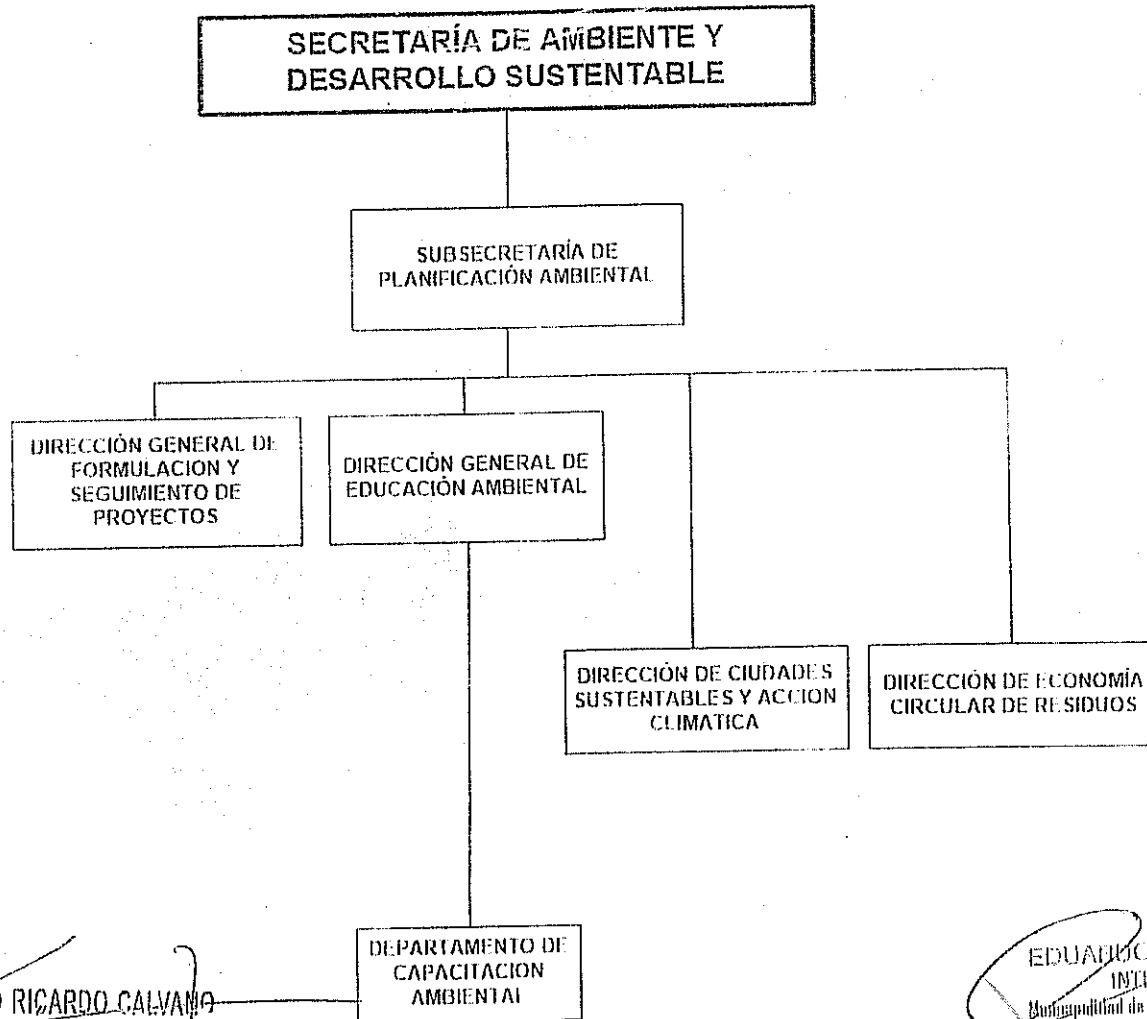 SECRETARÍA DE AMBIENTE Y
DESARROLLO SUSTENTABLE
SUBSECRETARÍA DE
PLANIFICACIÓN AMBIENTAL
DIRECCIÓN GENERAL DE
FORMULACION Y
SEGUIMIENTO DE
PROYECTOS
DIRECCIÓN GENERAL DE
EDUCACIÓN AMBIENTAL
DIRECCIÓN DE CIUDADES
SUSTENTABLES Y ACCION
CLIMATICA
DIRECCIÓN DE ECONOMÍA
CIRCULAR DE RESIDUOS
DEPARTAMENTO DE
CAPACITACION
AMBIENTAL
RICARDO CALVANO